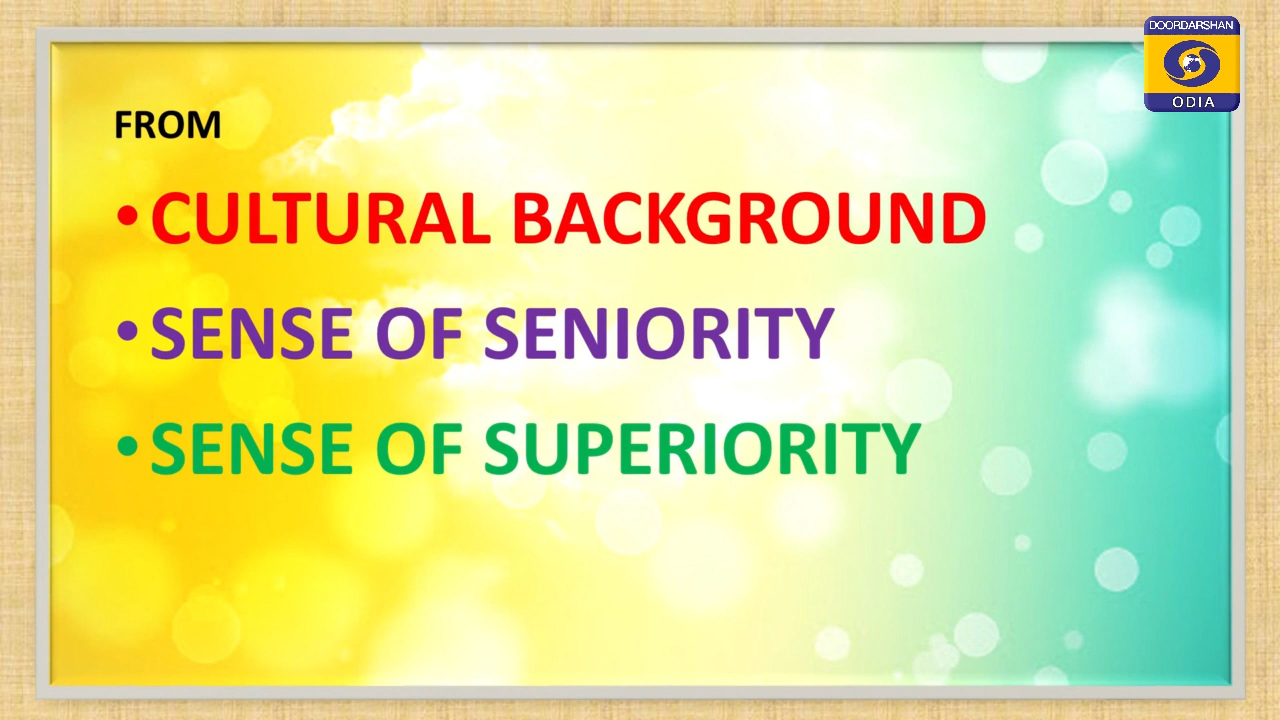 DOORDARSHAN
ODIA
FROM
•CULTURAL BACKGROUND
•SENSE OF SENIORITY
•SENSE OF SUPERIORITY